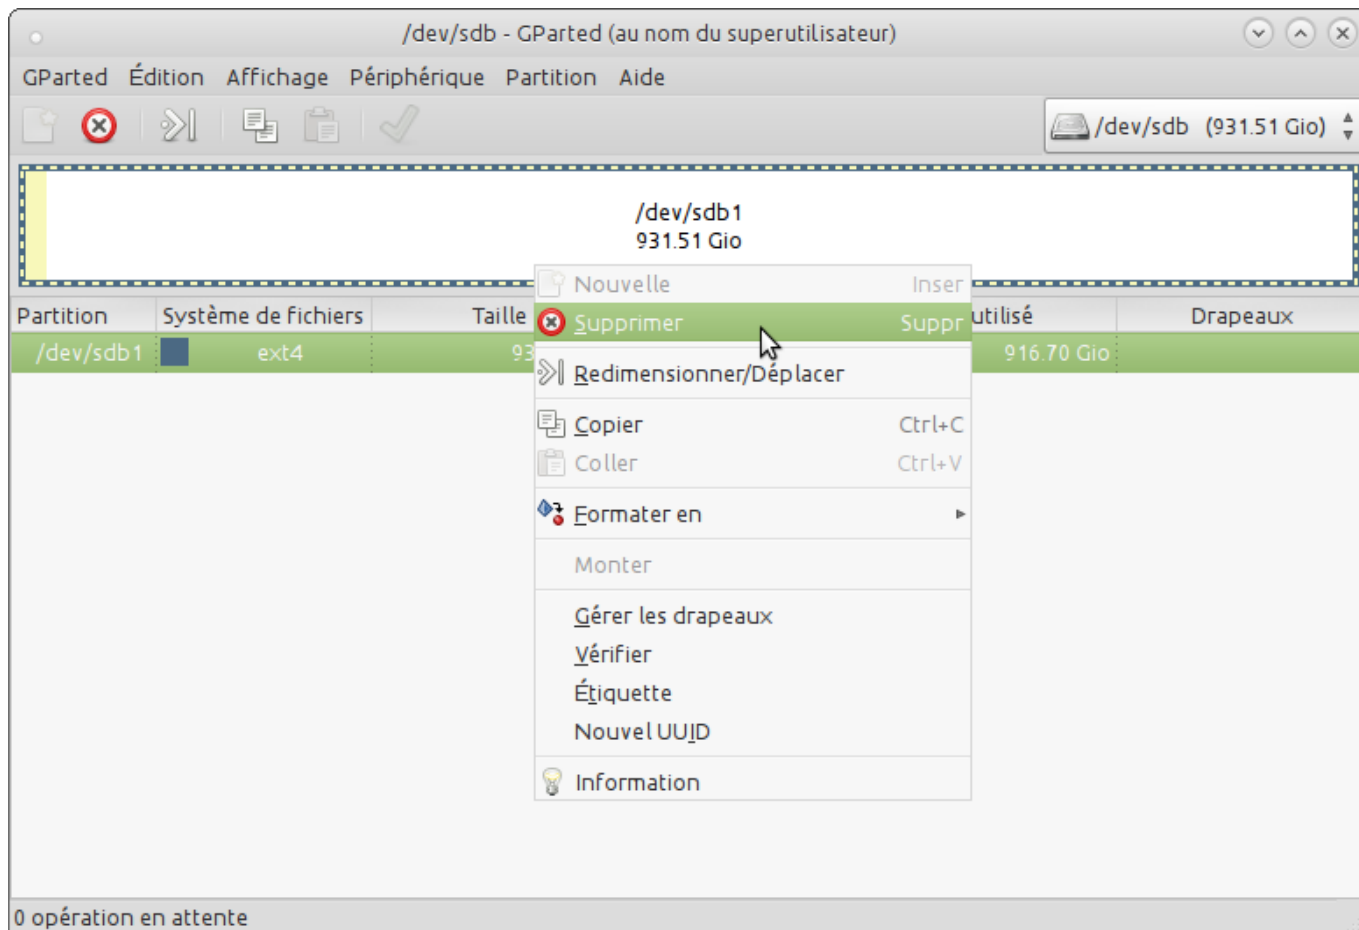 /dev/sdb - GParted (au nom du superutilisateur)
GParted Édition Affichage Périphérique Partition Aide
/dev/sdb (931.51 Gio)
/dev/sdb1
931.51 Gio
Partition Système de fichiers Taille utilisé Drapeaux
/dev/sdb1 ext4 93 916.70 Gio
Nouvelle Inser
Supprimer Suppr
Redimensionner/Déplacer
Copier Ctrl+C
Coller Ctrl+V
Formater en
Monter
Gérer les drapeaux
Vérifier
Étiquette
Nouvel UUID
Information
0 opération en attente